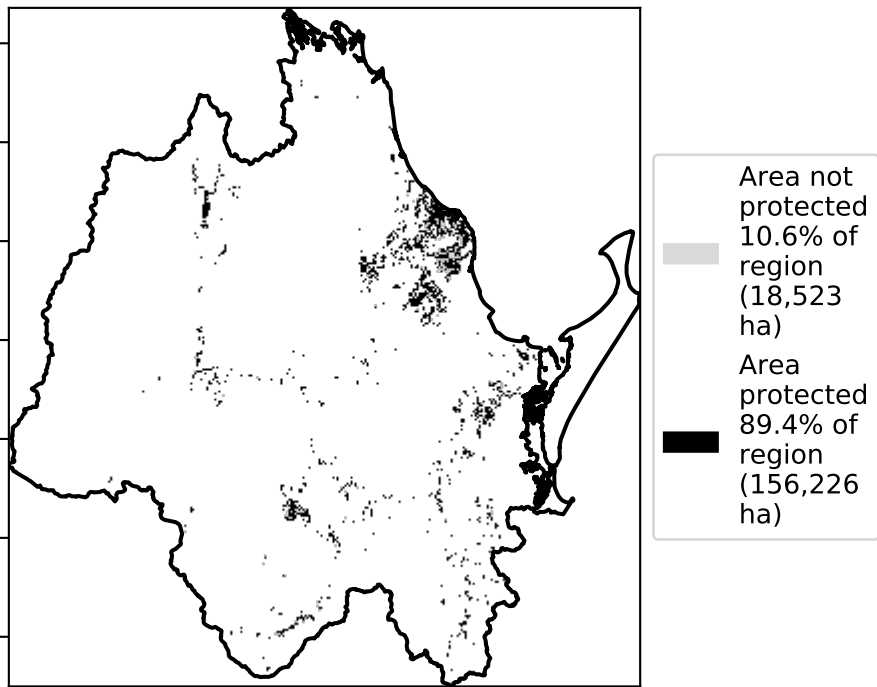 Area not
protected
10.6% of
region
(18,523
ha)
Area
protected
89.4% of
region
(156,226
ha)